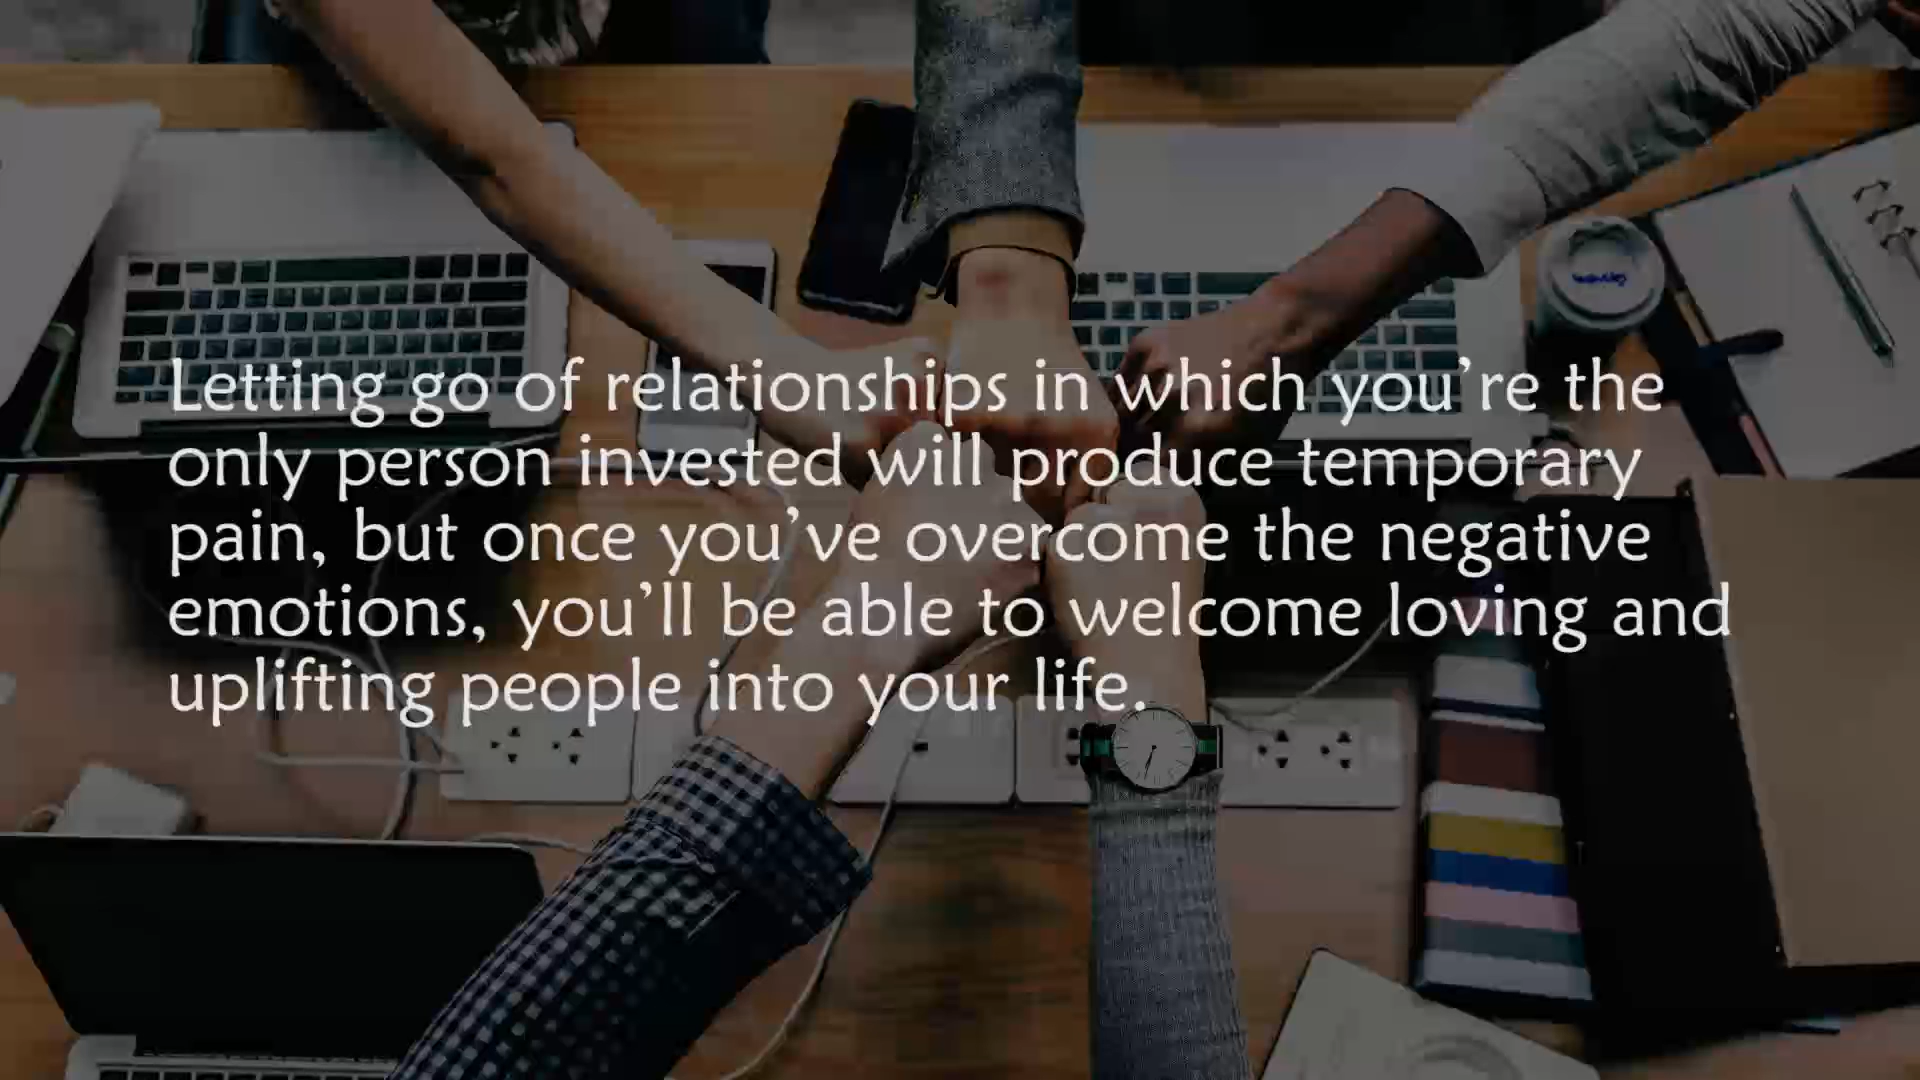 Letting go of relationships in which you’re the
only person invested will produce temporary
pain, but once you’ve overcome the negative
emotions, you’ll be able to welcome loving and
uplifting people into your life.